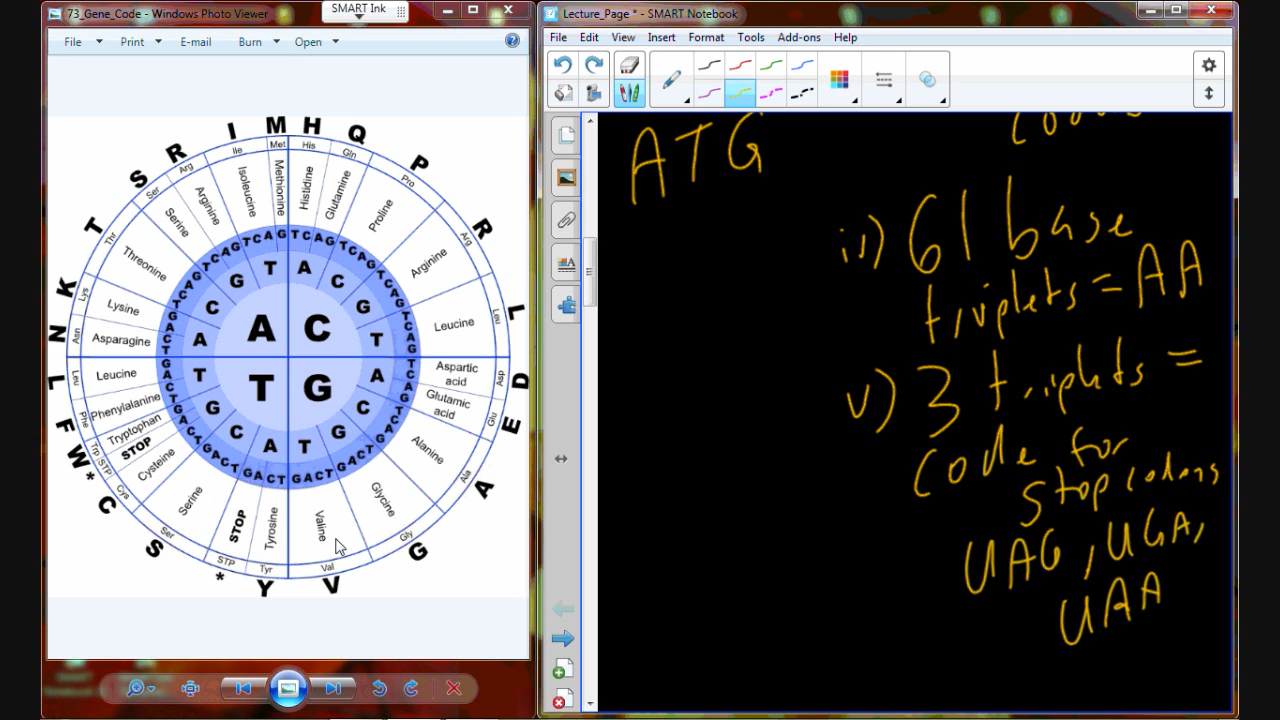 73_Gene_Code - Windows Photo Viewer
SMART Ink
File Print E-mail Burn Open
M H Q P R L D E A G V Y * S C * W F L N K T S R I
Met His Gln Pro Arg Leu Asp Glu Ala Gly Val Tyr STP Ser Cys STP Trp Phe Leu Asn Lys Thr Ser Arg Ile
Methionine
Histidine
Glutamine
Proline
Arginine
Leucine
Aspartic acid
Glutamic acid
Alanine
Glycine
Valine
Tyrosine
STOP
Serine
Cysteine
STOP
Tryptophan
Phenylalanine
Leucine
Asparagine
Lysine
Threonine
Serine
Arginine
Isoleucine
A C
T G
Lecture_Page * - SMART Notebook
File Edit View Insert Format Tools Add-ons Help
ATG
iv) 61 base
triplets = AA
v) 3 triplets =
code for
stop codons
UAG, UGA,
UAA